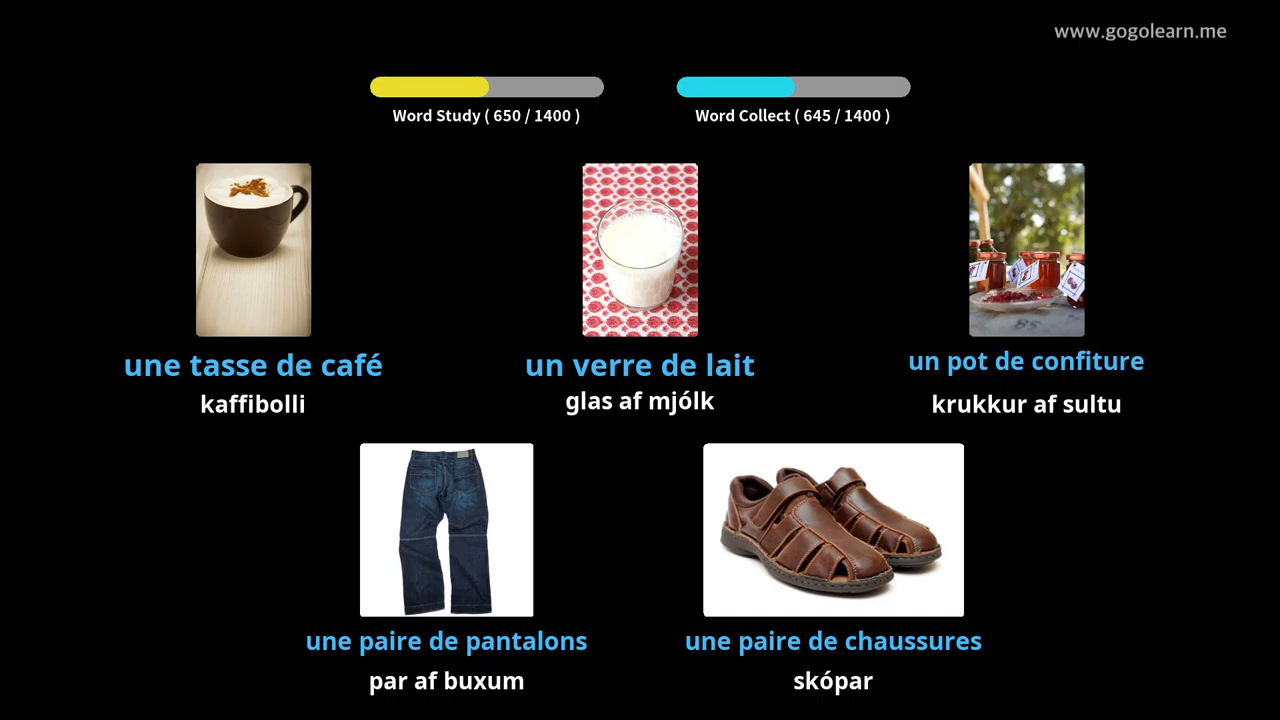 www.gogolearn.me
Word Study ( 650 / 1400 )
Word Collect ( 645 / 1400 )
une tasse de café
kaffibolli
un verre de lait
glas af mjólk
un pot de confiture
krukkur af sultu
une paire de pantalons
par af buxum
une paire de chaussures
skópar